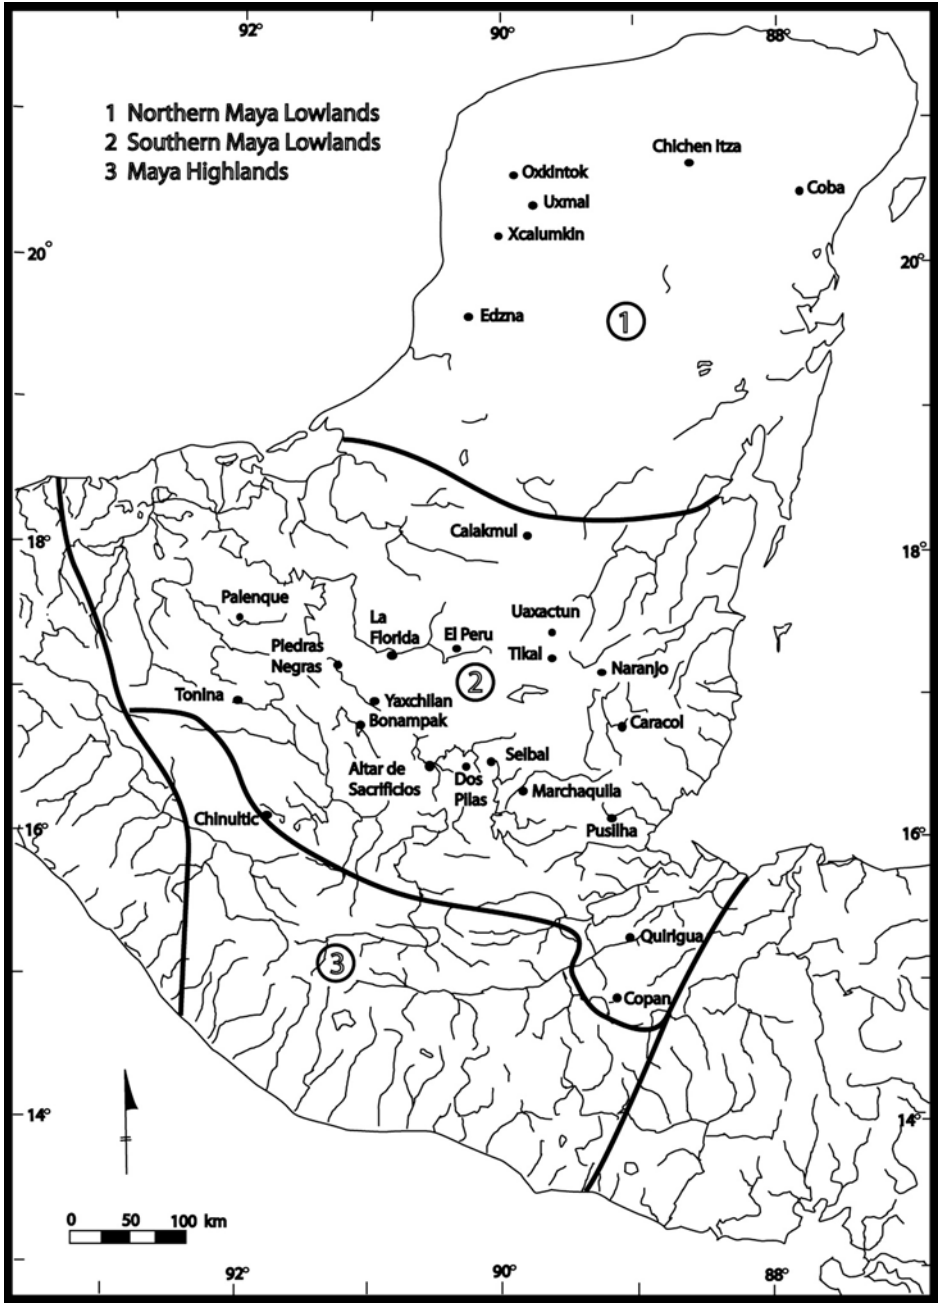 92°
90°
88°
1 Northern Maya Lowlands
2 Southern Maya Lowlands
3 Maya Highlands
Chichen Itza
Oxkintok
Coba
Uxmal
Xcalumkin
20°
20°
Edzna
1
Calakmul
18°
18°
Palenque
Uaxactun
La
Florida
El Peru
Piedras
Negras
Tikal
Naranjo
2
Tonina
Yaxchilan
Bonampak
Caracol
Seibal
Altar de
Sacrificios
Dos
Pilas
Marchaquila
Chinultic
16°
Pusilha
16°
Quirigua
3
Copan
14°
14°
0 50 100 km
92°
90°
88°